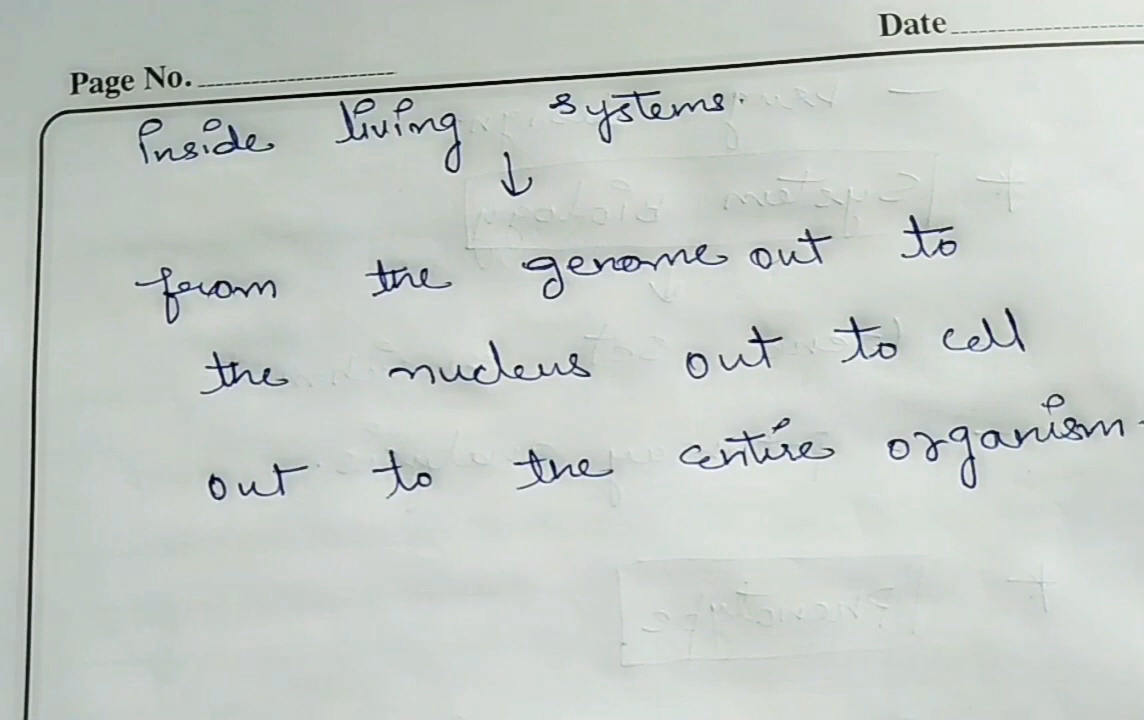 Date
Page No.
inside living systems.
↓
from the genome out to
the nucleus out to cell
out to the entire organism.